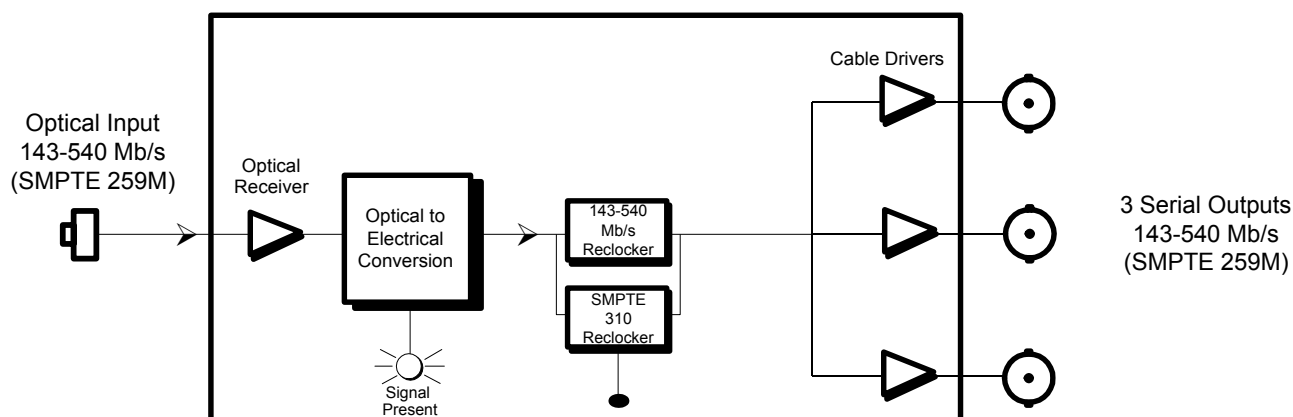 Cable Drivers
Optical Input
143-540 Mb/s
(SMPTE 259M)
Optical
Receiver
Optical to
Electrical
Conversion
143-540
Mb/s
Reclocker
SMPTE
310
Reclocker
3 Serial Outputs
143-540 Mb/s
(SMPTE 259M)
Signal
Present